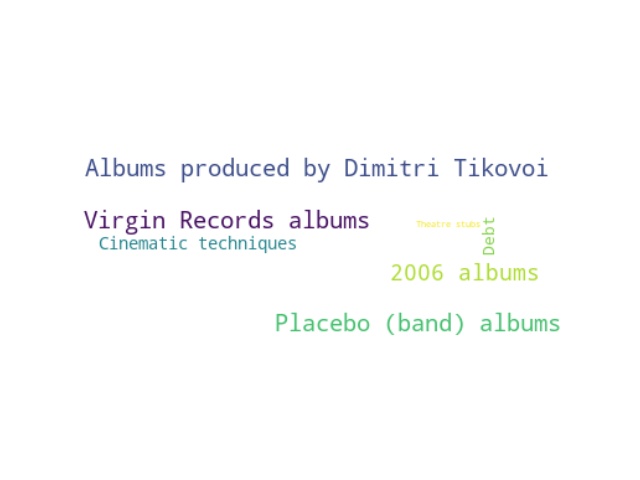 Albums produced by Dimitri Tikovoi
Virgin Records albums
Theatre stubs
Debt
Cinematic techniques
2006 albums
Placebo (band) albums